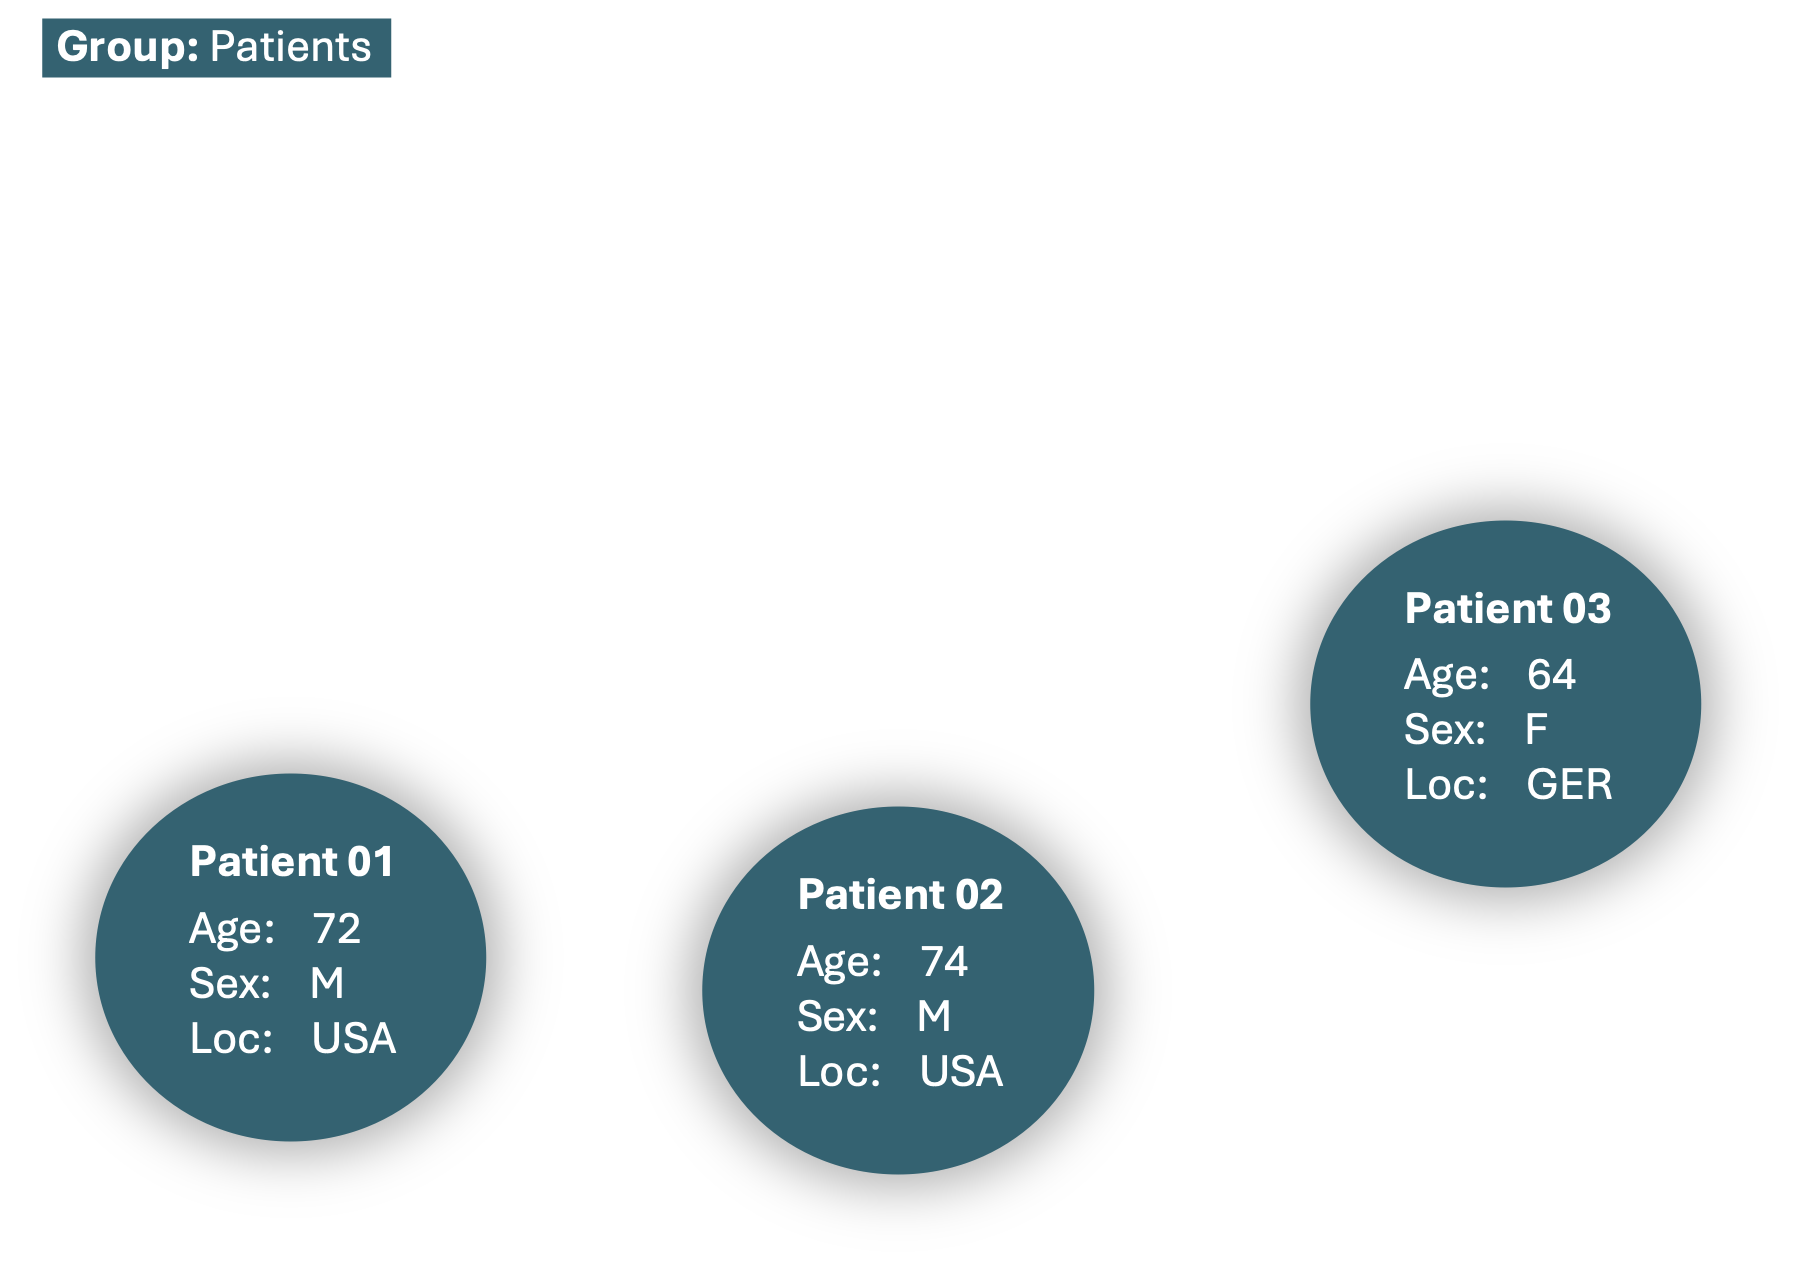 Group: Patients
Patient 01
Age: 72
Sex: M
Loc: USA
Patient 02
Age: 74
Sex: M
Loc: USA
Patient 03
Age: 64
Sex: F
Loc: GER